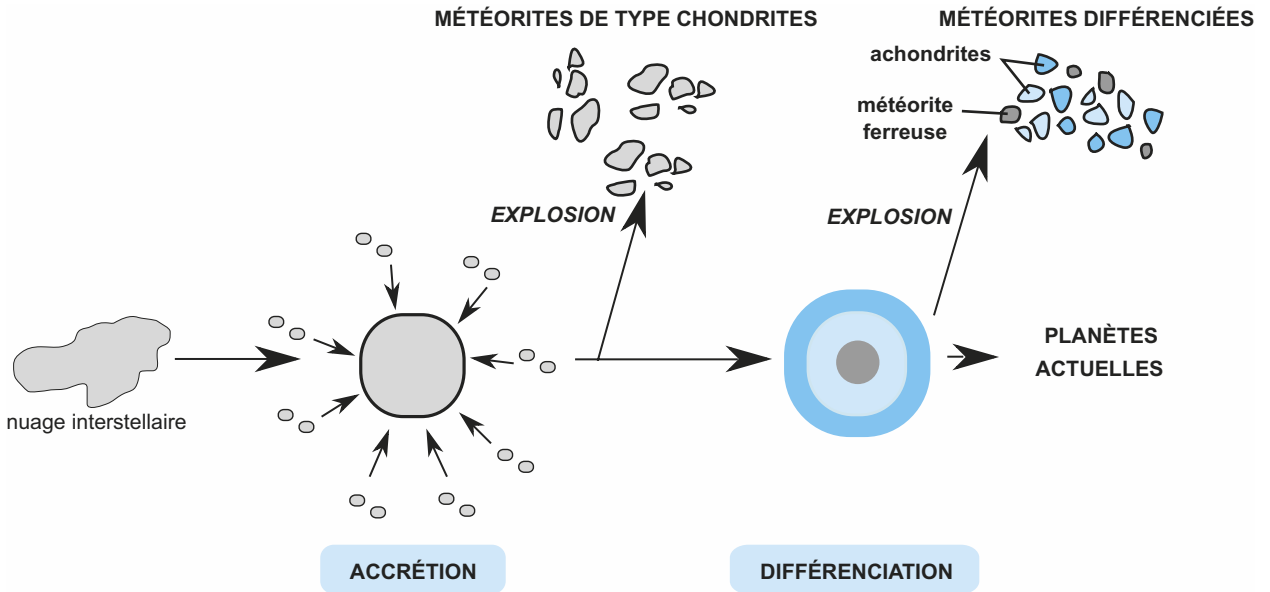 MÉTÉORITES DE TYPE CHONDRITES
MÉTÉORITES DIFFÉRENCIÉES
achondrites
météorite
ferreuse
EXPLOSION
EXPLOSION
PLANÈTES
ACTUELLES
nuage interstellaire
ACCRÉTION
DIFFÉRENCIATION